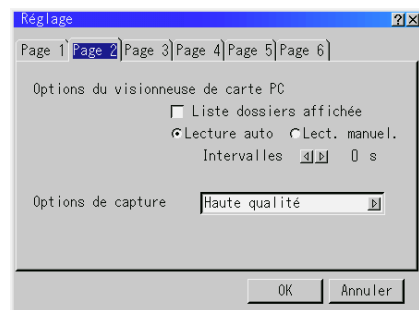 Réglage ? ×
Page 1 Page 2 Page 3 Page 4 Page 5 Page 6
Options du visionneuse de carte PC
Liste dossiers affichée
Lecture auto Lect. manuel.
Intervalles 0 s
Options de capture Haute qualité
OK Annuler